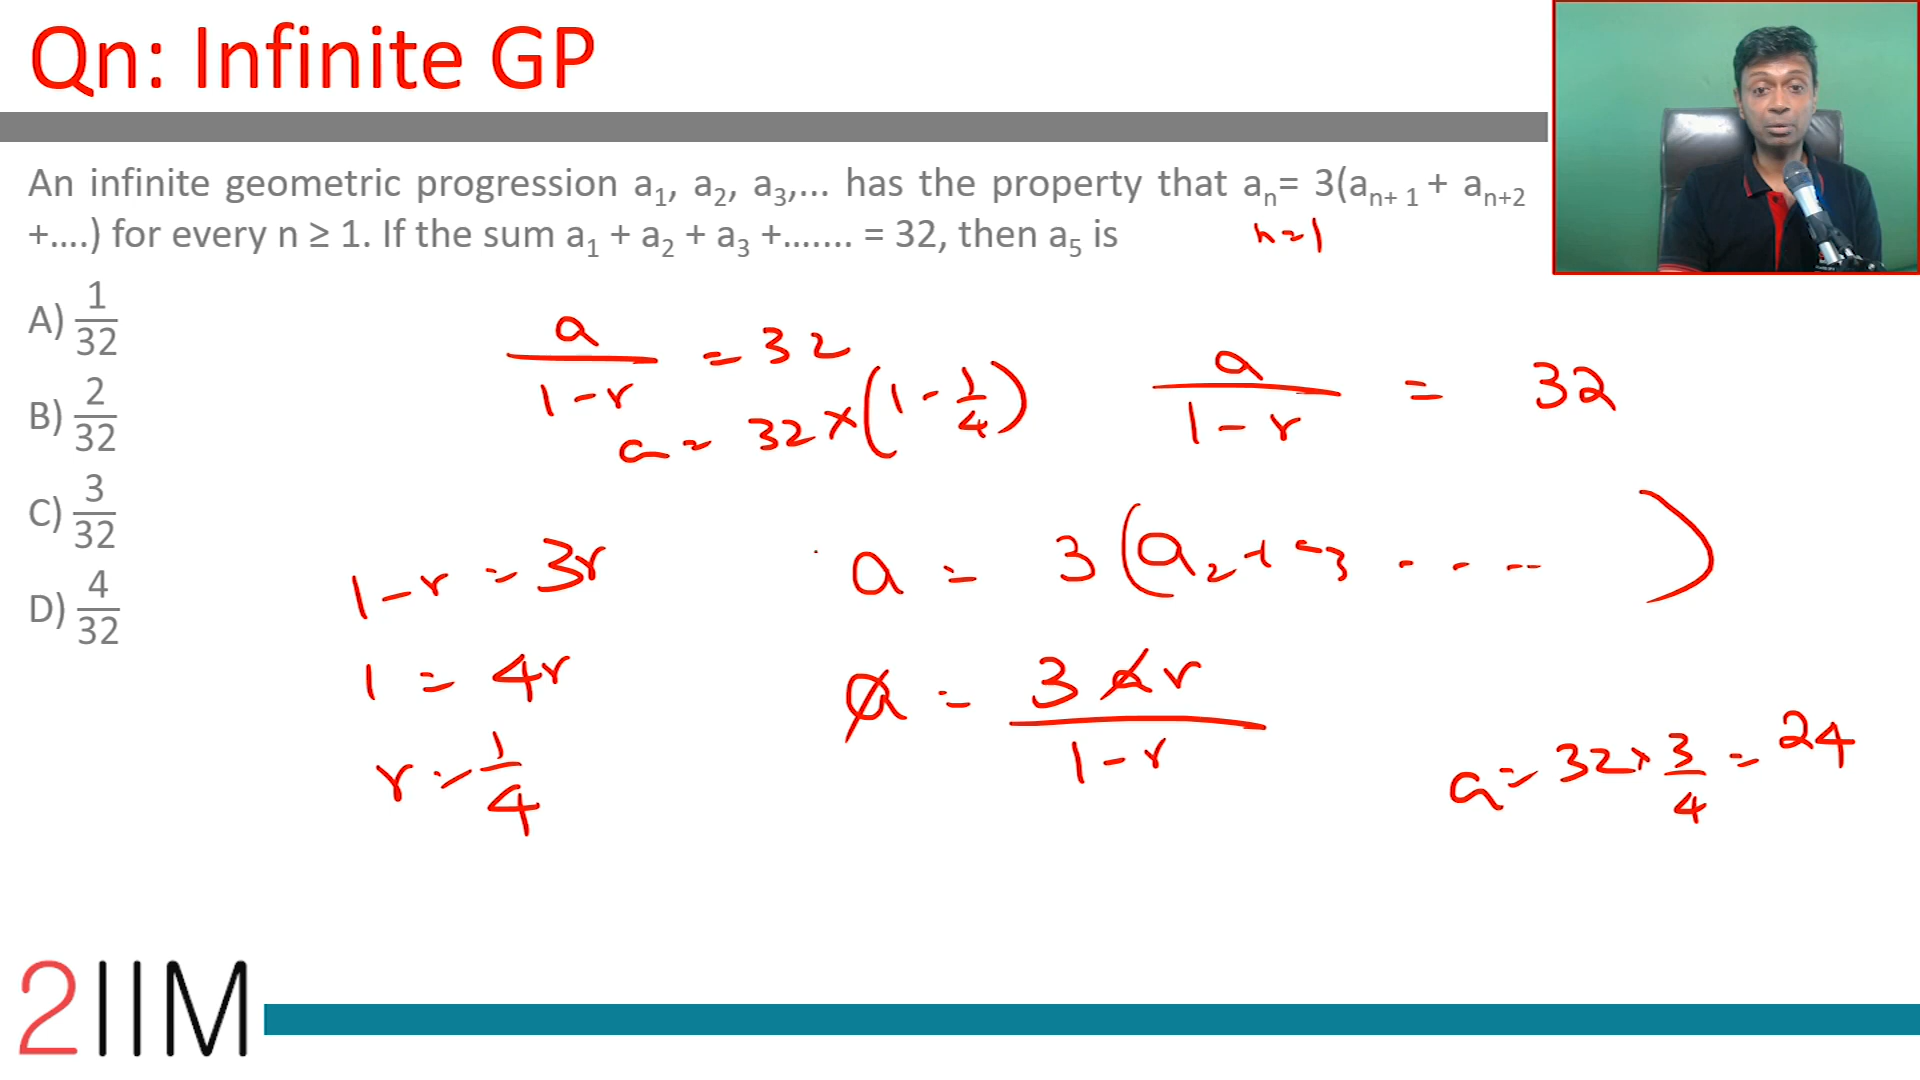 Qn: Infinite GP
An infinite geometric progression a₁, a₂, a₃,... has the property that aₙ= 3(aₙ₊ ₁ + aₙ₊₂
+....) for every n ≥ 1. If the sum a₁ + a₂ + a₃ +....... = 32, then a₅ is
n=1
A) 1/32
B) 2/32
C) 3/32
D) 4/32
a/(1-r) = 32
a = 32 × (1 - 1/4)
a/(1-r) = 32
1-r = 3r
1 = 4r
r = 1/4
a = 3(a₂ + a₃ .....)
a = 3ar/(1-r)
a = 32 × 3/4 = 24
2IIM